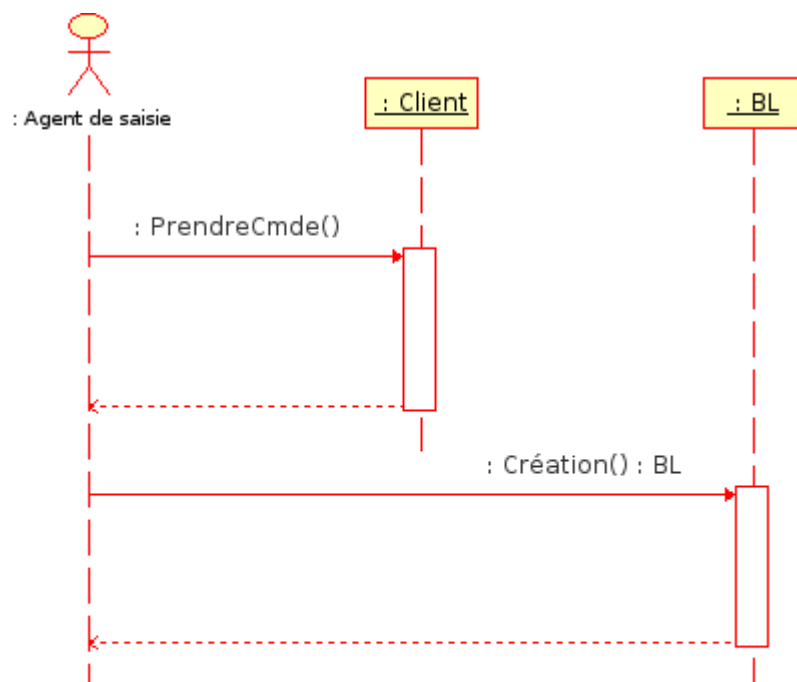 : Client
: BL
: Agent de saisie
: PrendreCmde()
: Création() : BL